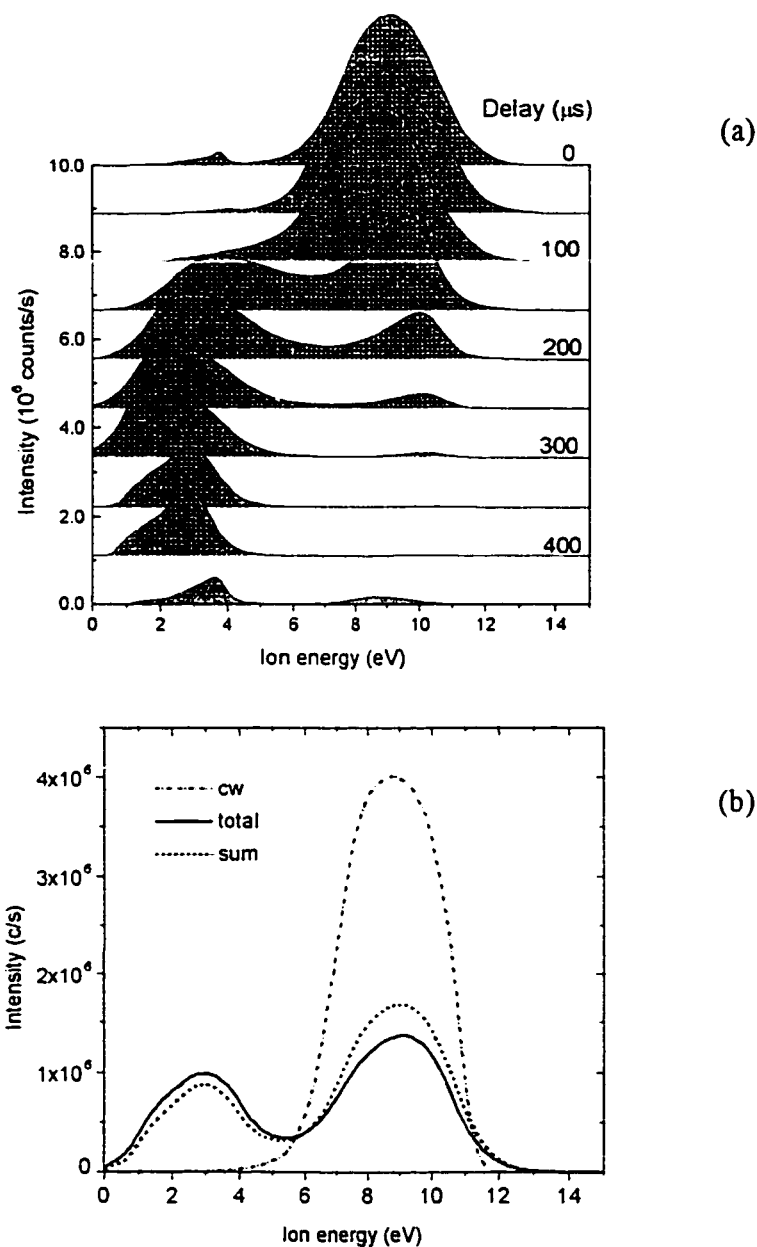 Delay (μs)
(a)
0
10.0
100
8.0
6.0
200
4.0
300
2.0
400
0.0
0 2 4 6 8 10 12 14
Intensity (10⁶ counts/s)
Ion energy (eV)
(b)
4x10⁶
cw
total
sum
3x10⁶
2x10⁶
1x10⁶
0
0 2 4 6 8 10 12 14
Intensity (c/s)
Ion energy (eV)